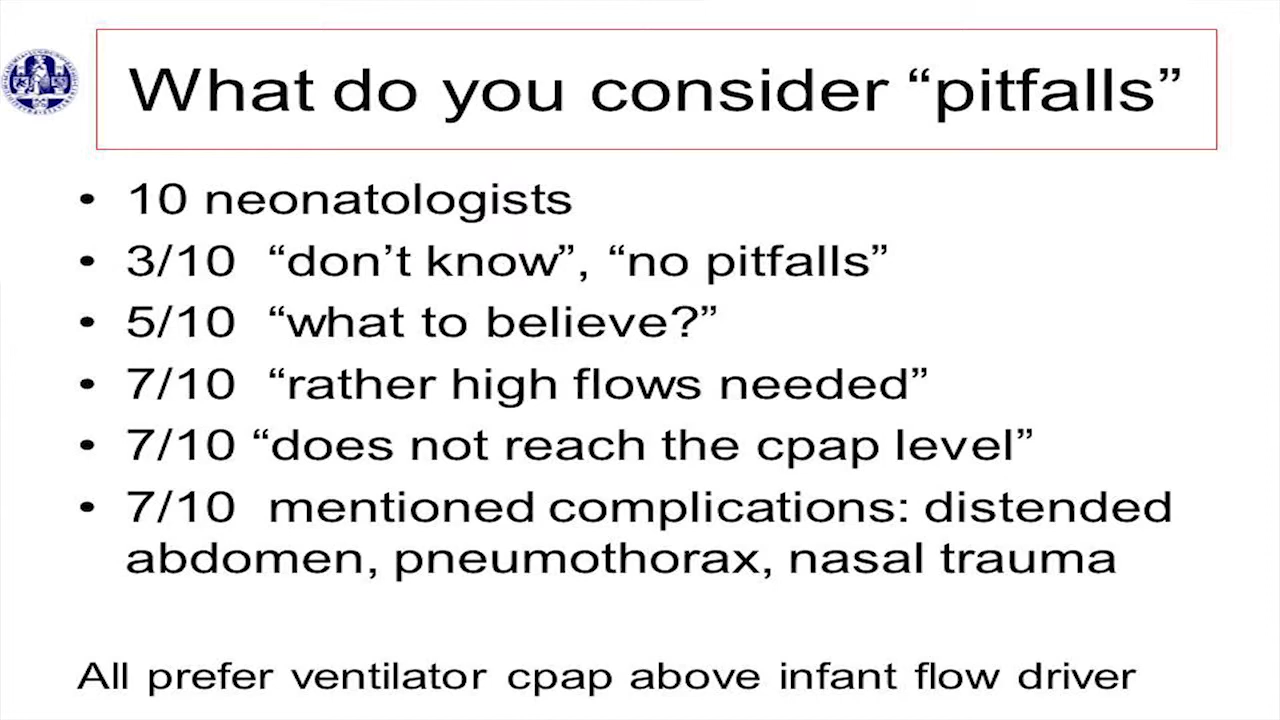 What do you consider “pitfalls”
• 10 neonatologists
• 3/10 “don’t know”, “no pitfalls”
• 5/10 “what to believe?”
• 7/10 “rather high flows needed”
• 7/10 “does not reach the cpap level”
• 7/10 mentioned complications: distended
abdomen, pneumothorax, nasal trauma
All prefer ventilator cpap above infant flow driver